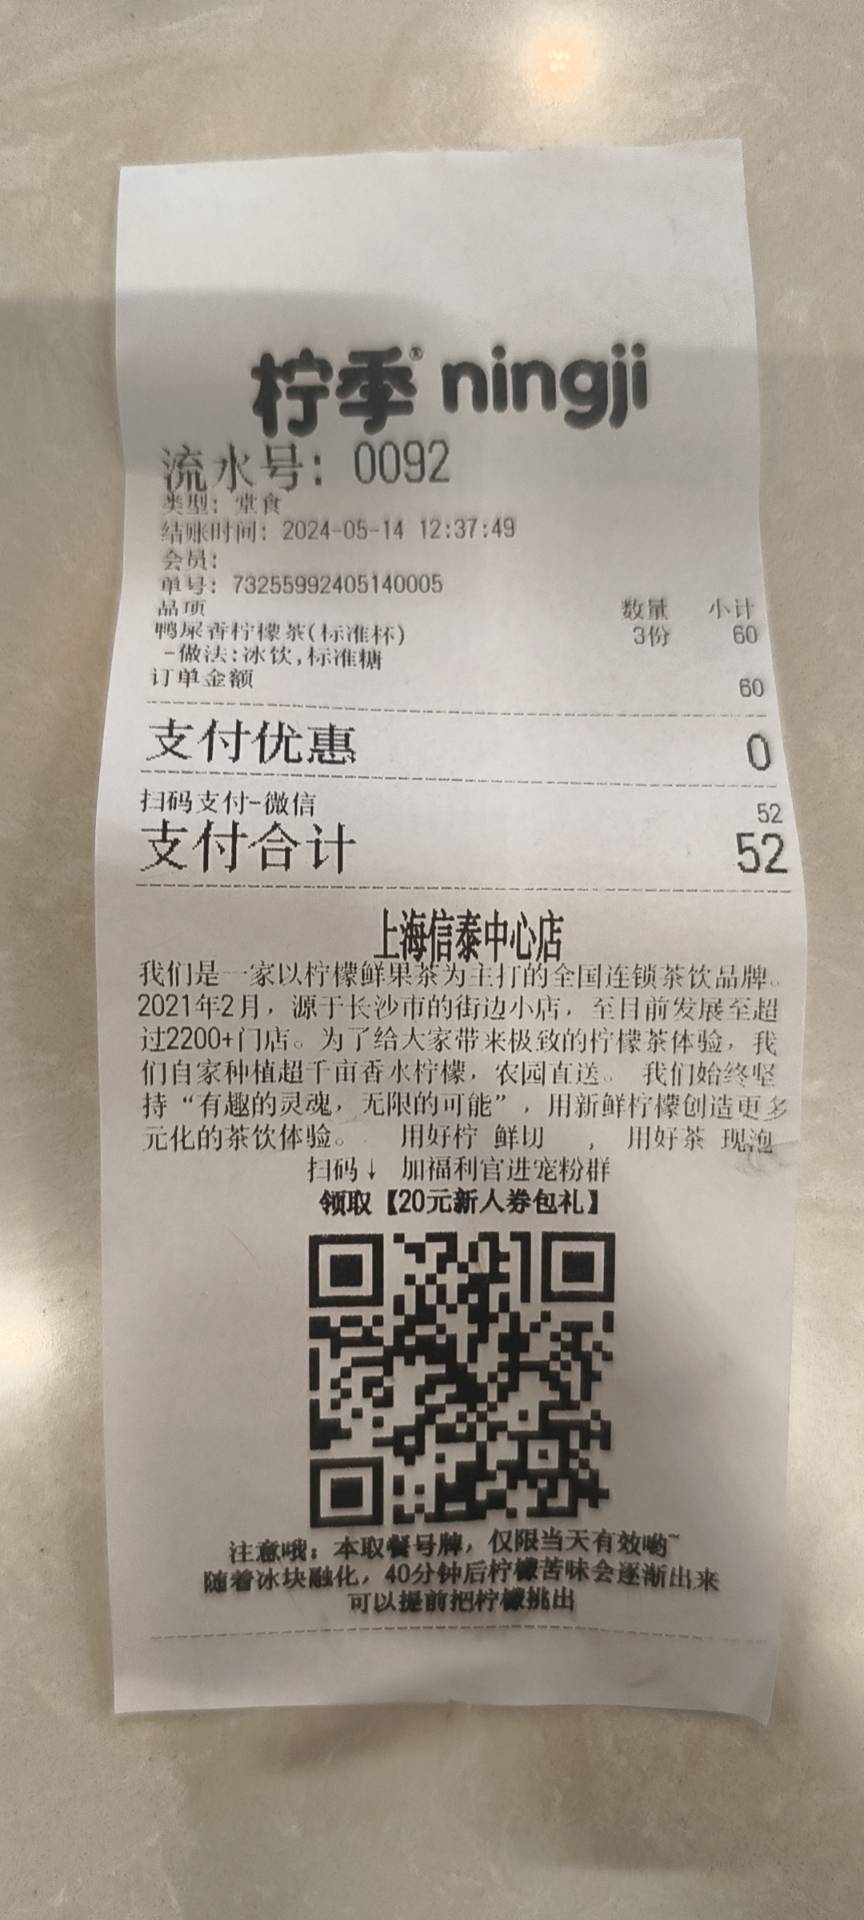 柠季® ningji
流水号: 0092
类型: 堂食
结账时间: 2024-05-14 12:37:49
会员:
单号: 73255992405140005
品项 数量 小计
鸭屎香柠檬茶(标准杯) 3份 60
-做法:冰饮,标准糖
订单金额 60
支付优惠 0
扫码支付-微信 52
支付合计 52
上海信泰中心店
我们是一家以柠檬鲜果茶为主打的全国连锁茶饮品牌。
2021年2月，源于长沙市的街边小店，至目前发展至超
过2200+门店。为了给大家带来极致的柠檬茶体验，我
们自家种植超千亩香水柠檬，农园直送。 我们始终坚
持“有趣的灵魂，无限的可能”，用新鲜柠檬创造更多
元化的茶饮体验。 用好柠 鲜切 ， 用好茶 现泡
扫码↓ 加福利官进宠粉群
领取【20元新人券包礼】
注意哦：本取餐号牌，仅限当天有效哟~
随着冰块融化，40分钟后柠檬苦味会逐渐出来
可以提前把柠檬挑出